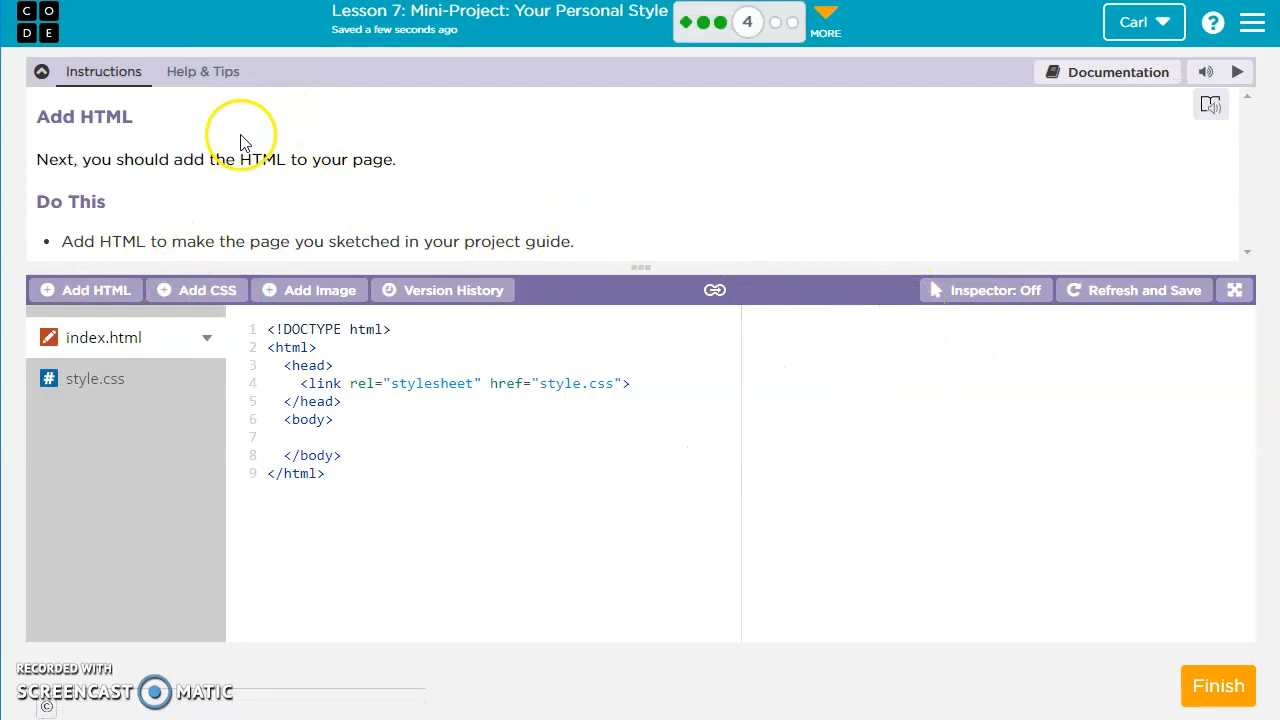 C O
D E
Lesson 7: Mini-Project: Your Personal Style
Saved a few seconds ago
4
MORE
Carl
?
Instructions
Help & Tips
Documentation
Add HTML
Next, you should add the HTML to your page.
Do This
• Add HTML to make the page you sketched in your project guide.
Add HTML
Add CSS
Add Image
Version History
Inspector: Off
Refresh and Save
index.html
# style.css
1 <!DOCTYPE html>
2 <html>
3 <head>
4 <link rel="stylesheet" href="style.css">
5 </head>
6 <body>
7
8 </body>
9 </html>
RECORDED WITH
SCREENCAST MATIC
©
Finish